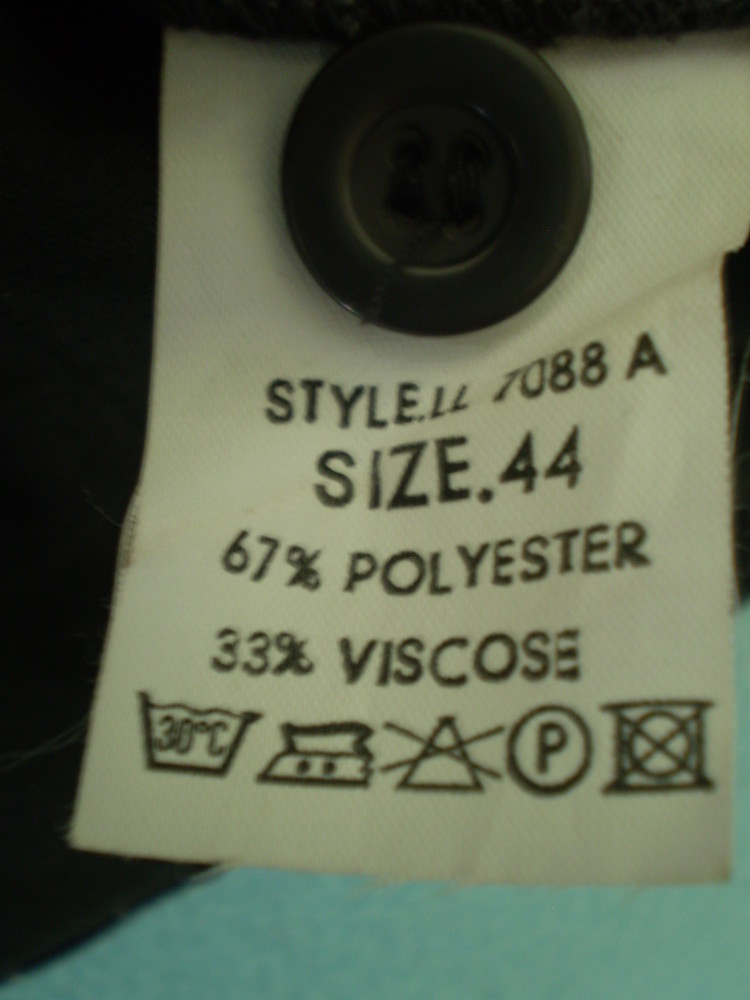 STYLE. 7088 A
SIZE.44
67% POLYESTER
33% VISCOSE
30°C P